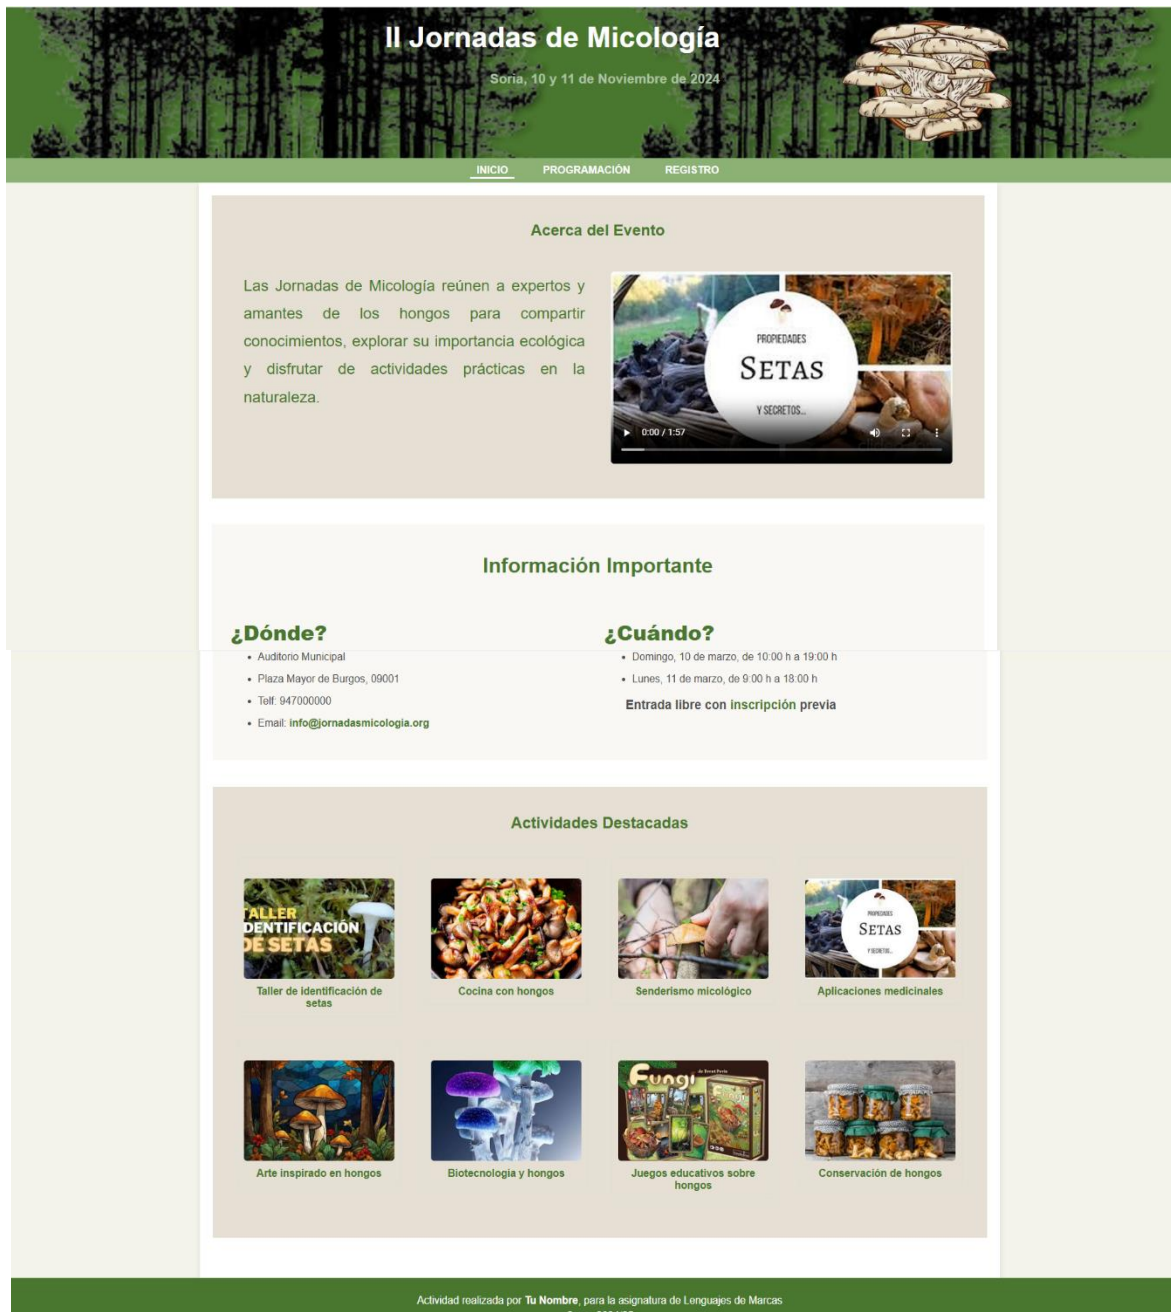 II Jornadas de Micología
Soria, 10 y 11 de Noviembre de 2024
INICIO PROGRAMACIÓN REGISTRO
Acerca del Evento
Las Jornadas de Micología reúnen a expertos y
amantes de los hongos para compartir
conocimientos, explorar su importancia ecológica
y disfrutar de actividades prácticas en la
naturaleza.
PROPIEDADES
SETAS
Y SECRETOS...
0:00 / 1:57
Información Importante
¿Dónde?
• Auditorio Municipal
• Plaza Mayor de Burgos, 09001
• Telf: 947000000
• Email: info@jornadasmicologia.org
¿Cuándo?
• Domingo, 10 de marzo, de 10:00 h a 19:00 h
• Lunes, 11 de marzo, de 9:00 h a 18:00 h
Entrada libre con inscripción previa
Actividades Destacadas
TALLER
IDENTIFICACIÓN
DE SETAS
Taller de identificación de
setas
Cocina con hongos
Senderismo micológico
PROPIEDADES
SETAS
Y SECRETOS...
Aplicaciones medicinales
Arte inspirado en hongos
Biotecnología y hongos
Fungi
Juegos educativos sobre
hongos
Conservación de hongos
Actividad realizada por Tu Nombre, para la asignatura de Lenguajes de Marcas